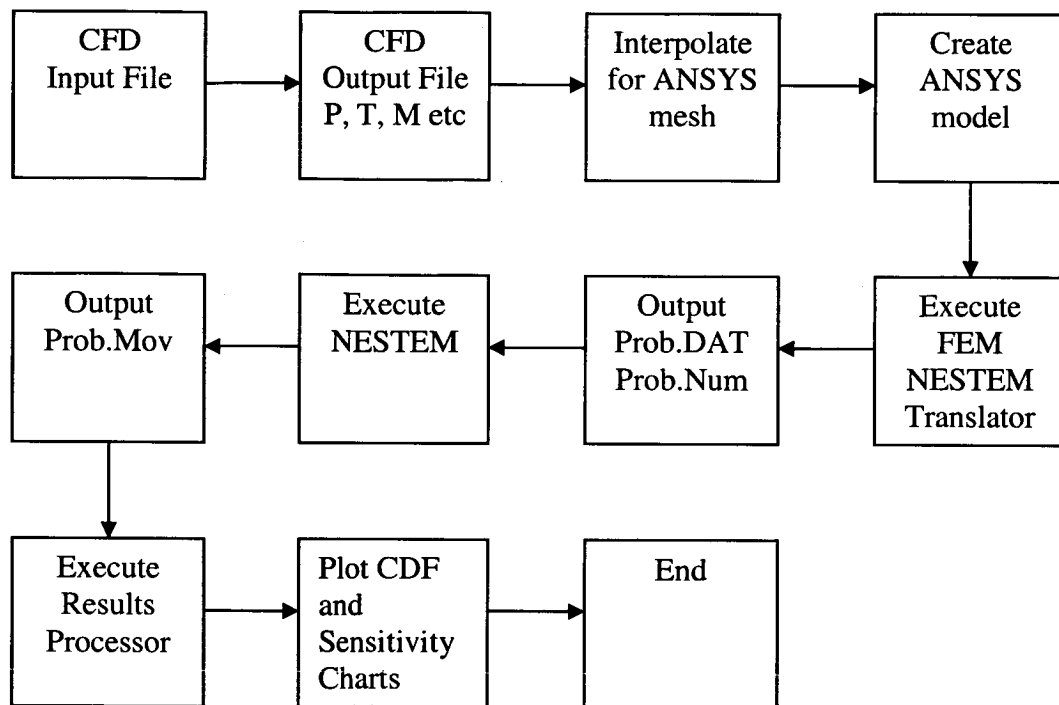 CFD
Input File
CFD
Output File
P, T, M etc
Interpolate
for ANSYS
mesh
Create
ANSYS
model
Output
Prob.Mov
Execute
NESTEM
Output
Prob.DAT
Prob.Num
Execute
FEM
NESTEM
Translator
Execute
Results
Processor
Plot CDF
and
Sensitivity
Charts
End